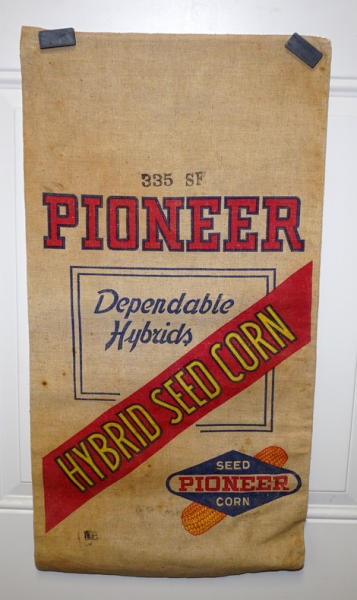 335 SF
PIONEER
Dependable
Hybrids
HYBRID SEED CORN
SEED
PIONEER
CORN